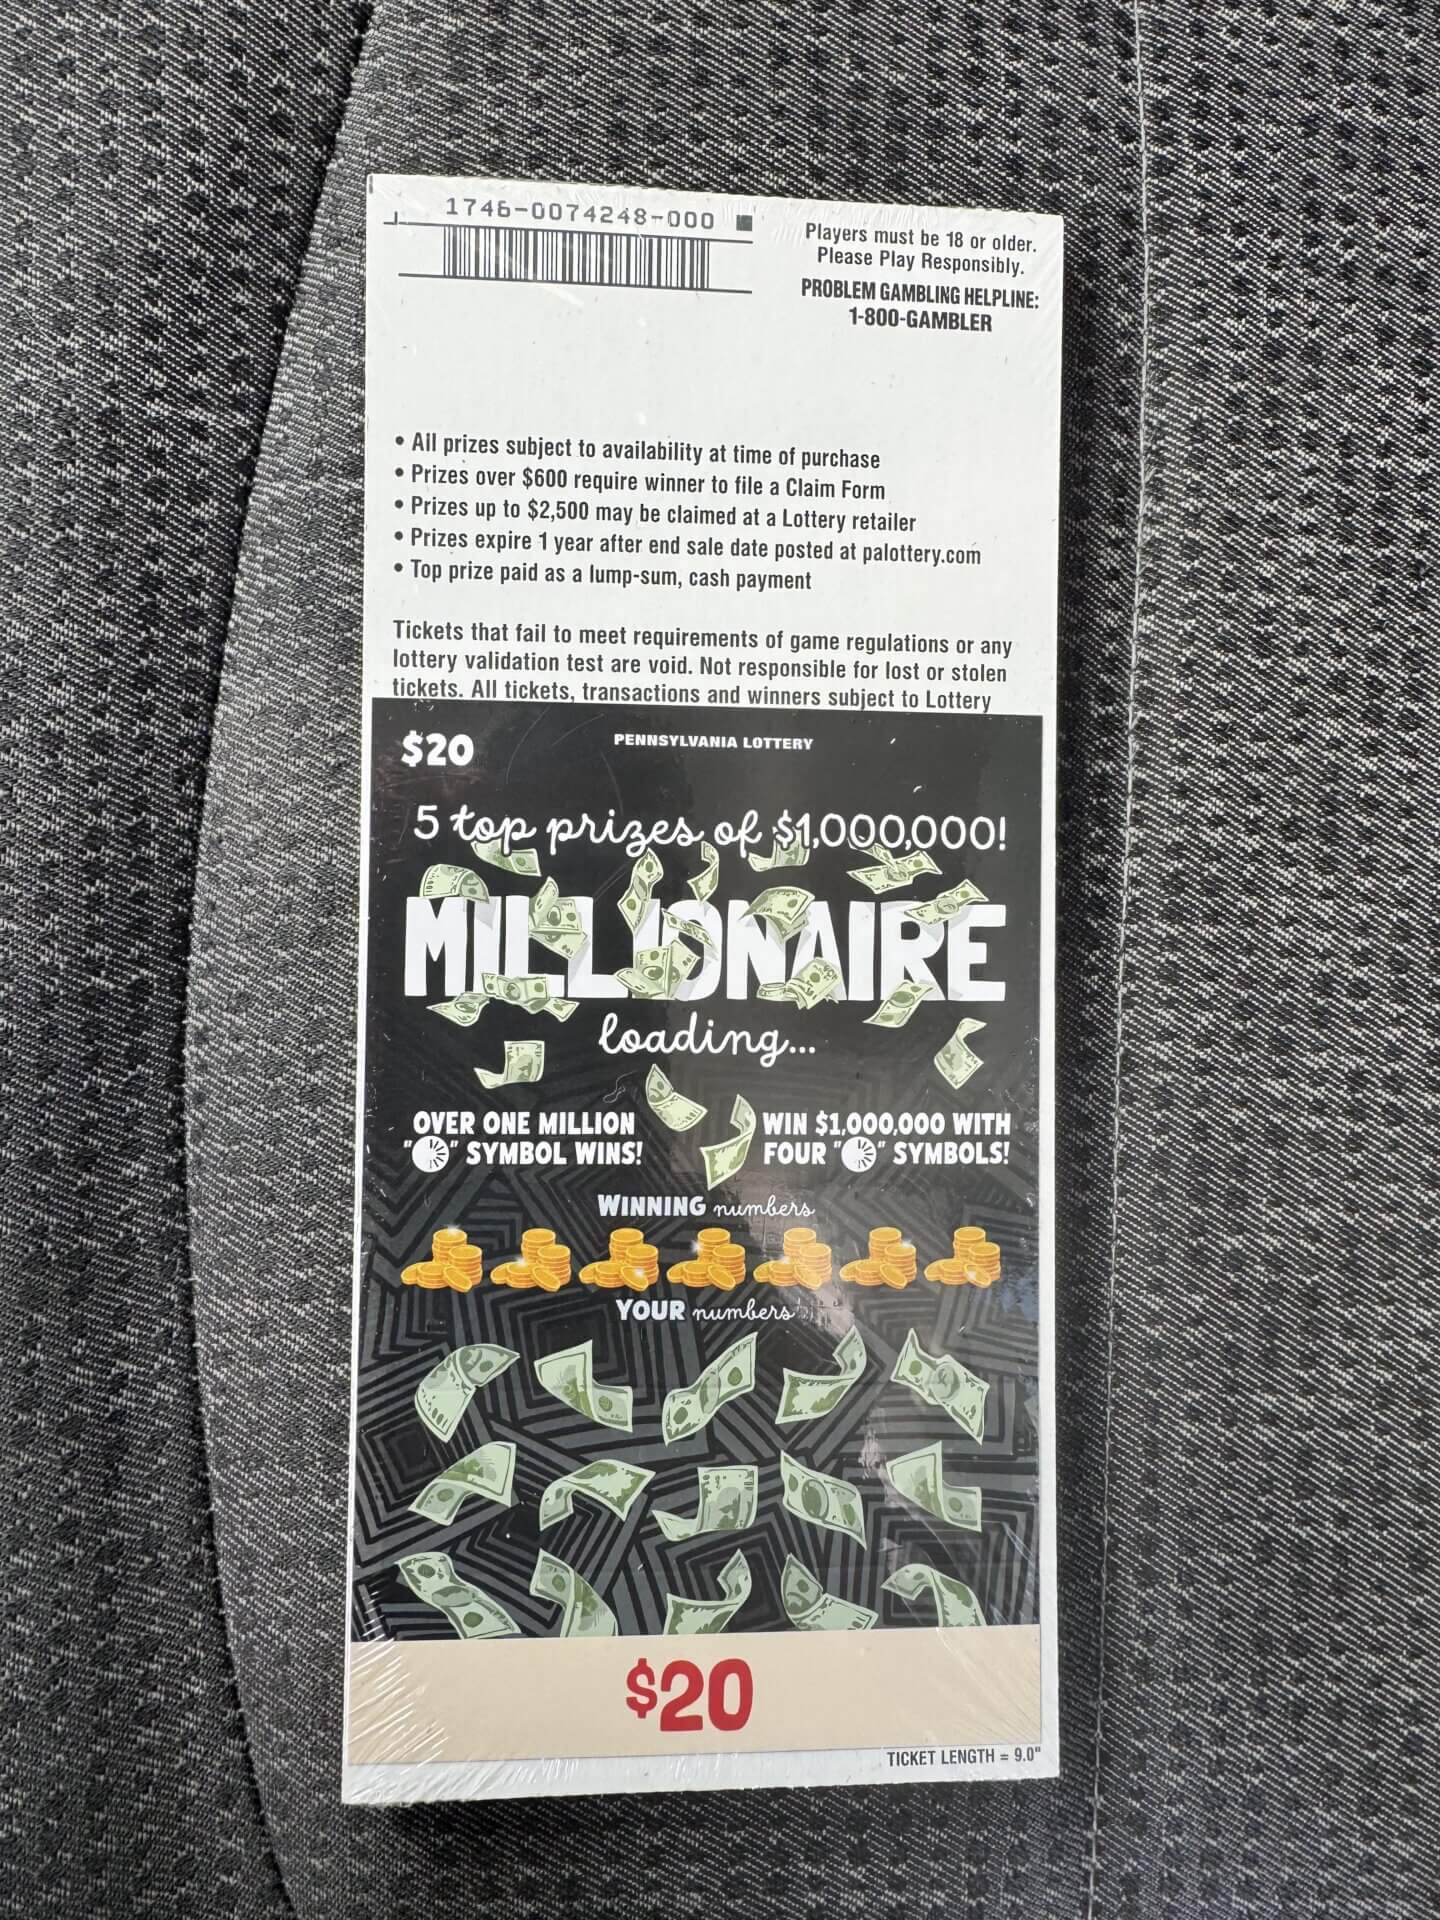 1746-0074248-000
Players must be 18 or older.
Please Play Responsibly.
PROBLEM GAMBLING HELPLINE:
1-800-GAMBLER
• All prizes subject to availability at time of purchase
• Prizes over $600 require winner to file a Claim Form
• Prizes up to $2,500 may be claimed at a Lottery retailer
• Prizes expire 1 year after end sale date posted at palottery.com
• Top prize paid as a lump-sum, cash payment
Tickets that fail to meet requirements of game regulations or any
lottery validation test are void. Not responsible for lost or stolen
tickets. All tickets, transactions and winners subject to Lottery
$20
PENNSYLVANIA LOTTERY
5 top prizes of $1,000,000!
MILLIONAIRE
loading...
OVER ONE MILLION
" " SYMBOL WINS!
WIN $1,000,000 WITH
FOUR " " SYMBOLS!
WINNING numbers
YOUR numbers
$20
TICKET LENGTH = 9.0"